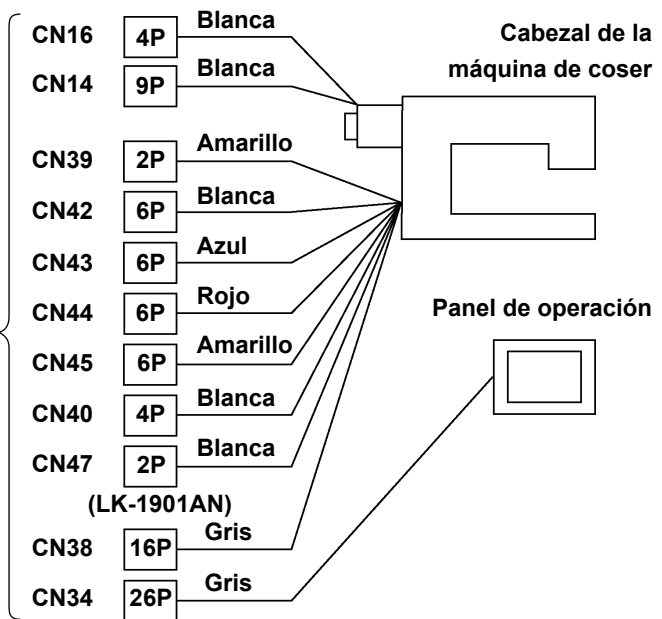 CN16 4P Blanca
CN14 9P Blanca
CN39 2P Amarillo
CN42 6P Blanca
CN43 6P Azul
CN44 6P Rojo
CN45 6P Amarillo
CN40 4P Blanca
CN47 2P Blanca
(LK-1901AN)
CN38 16P Gris
CN34 26P Gris
Cabezal de la
máquina de coser
Panel de operación